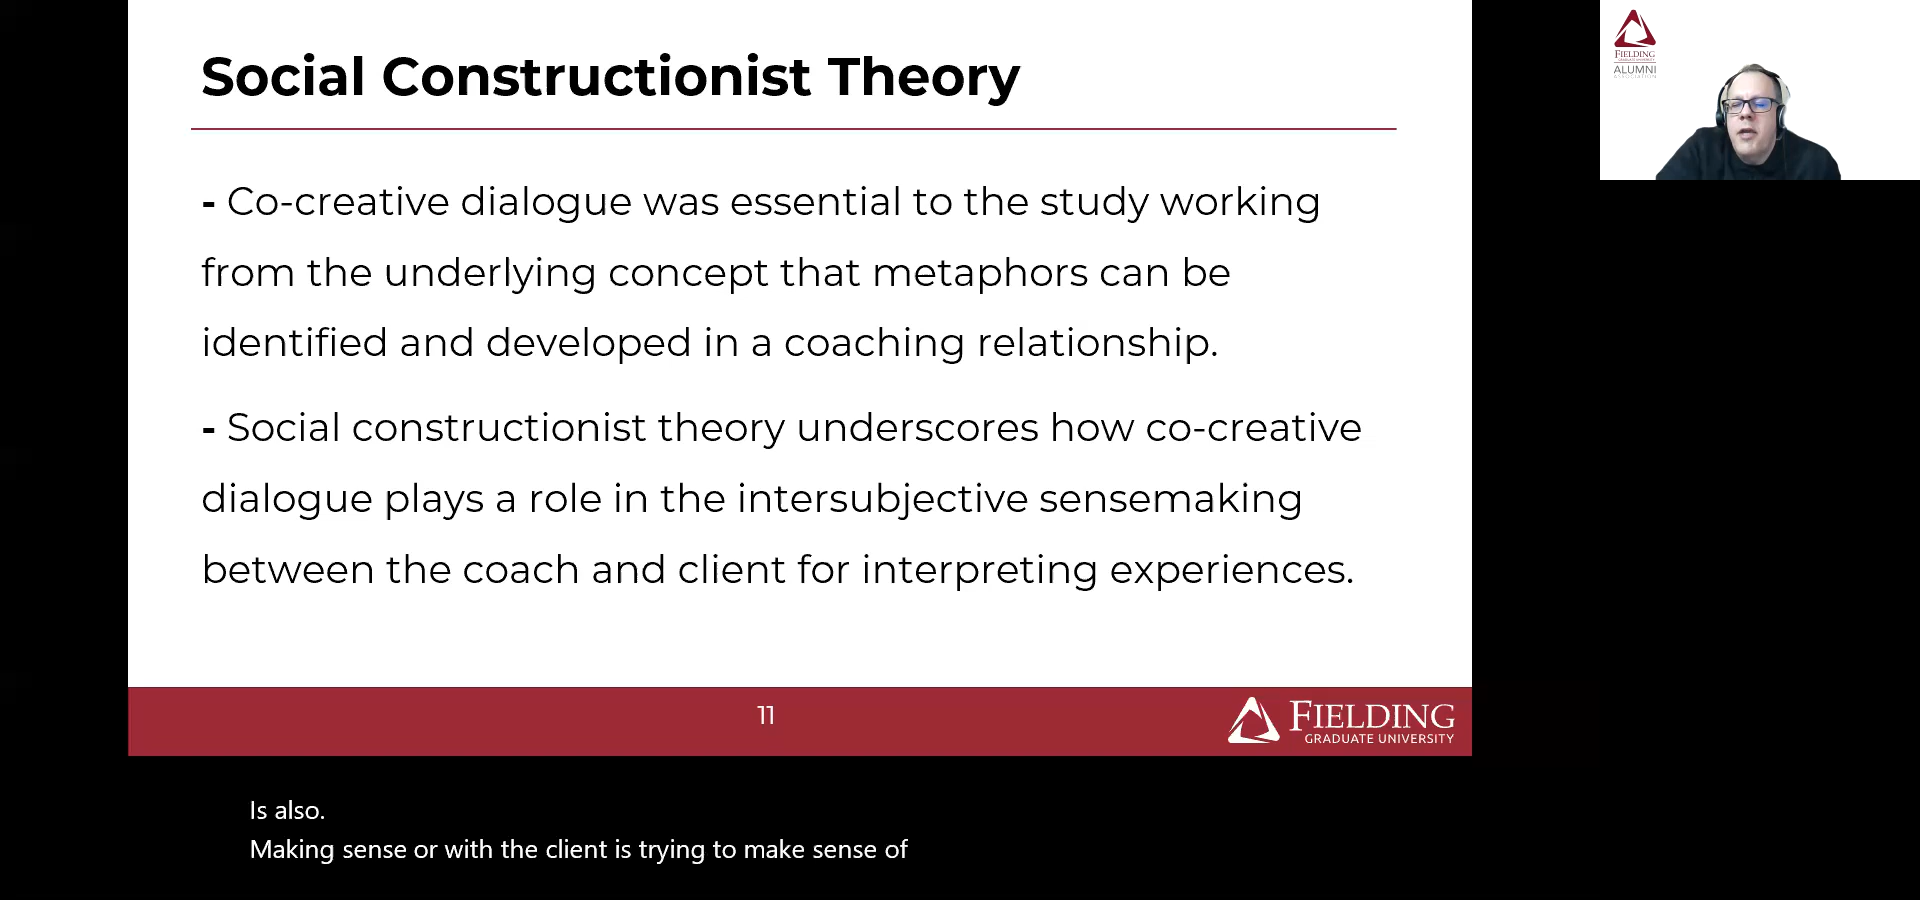 Social Constructionist Theory
- Co-creative dialogue was essential to the study working
from the underlying concept that metaphors can be
identified and developed in a coaching relationship.
- Social constructionist theory underscores how co-creative
dialogue plays a role in the intersubjective sensemaking
between the coach and client for interpreting experiences.
11
FIELDING
GRADUATE UNIVERSITY
FIELDING
GRADUATE UNIVERSITY
ALUMNI
ASSOCIATION
Is also.
Making sense or with the client is trying to make sense of